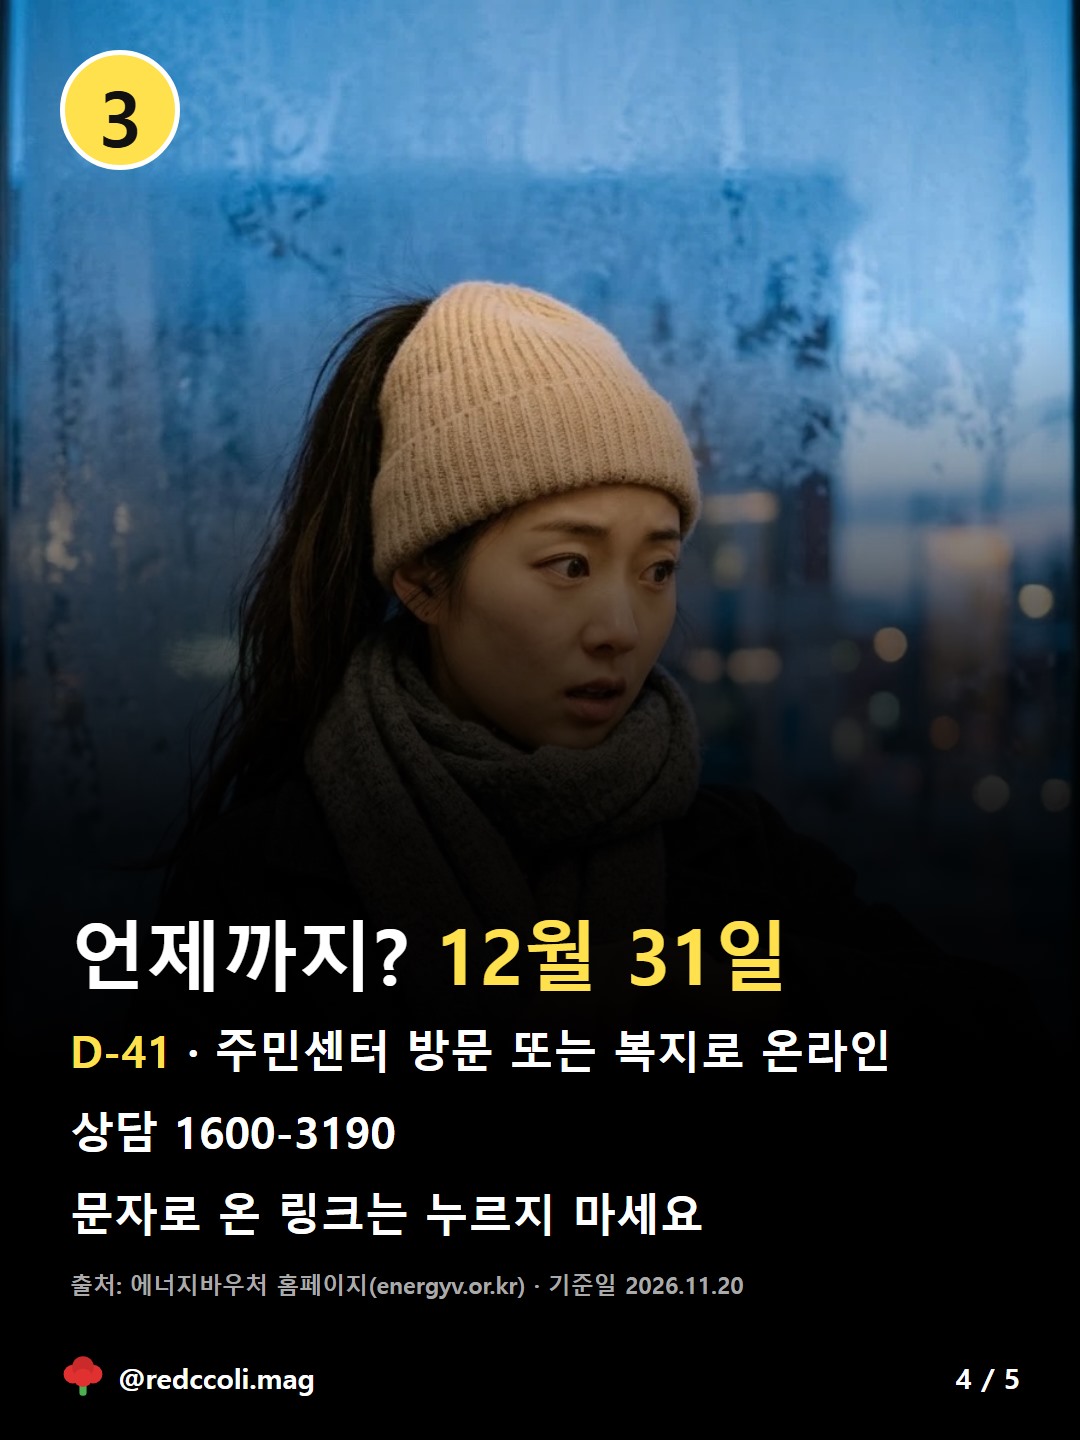 3
언제까지? 12월 31일
D-41 · 주민센터 방문 또는 복지로 온라인
상담 1600-3190
문자로 온 링크는 누르지 마세요
출처: 에너지바우처 홈페이지(energyv.or.kr) · 기준일 2026.11.20
@redccoli.mag
4 / 5